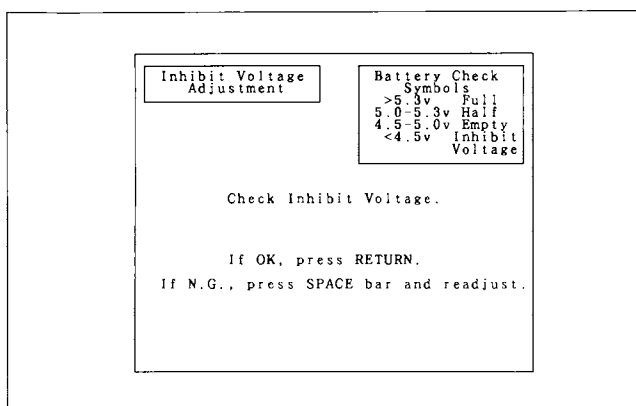 Inhibit Voltage
Adjustment
Battery Check
Symbols
>5.3v Full
5.0-5.3v Half
4.5-5.0v Empty
<4.5v Inhibit
Voltage
Check Inhibit Voltage.
If OK, press RETURN.
If N.G., press SPACE bar and readjust.